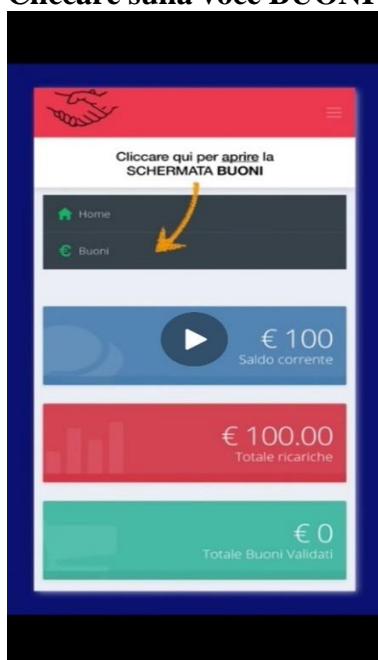 Cliccare sulla voce BUONI
Cliccare qui per aprire la
SCHERMATA BUONI
Home
Buoni
€ 100
Saldo corrente
€ 100.00
Totale ricariche
€ 0
Totale Buoni Validati